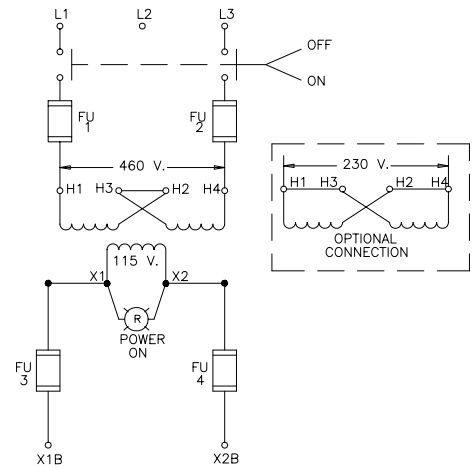 L1 L2 L3
OFF
ON
FU
1
FU
2
460 V.
H1 H3 H2 H4
230 V.
H1 H3 H2 H4
OPTIONAL
CONNECTION
115 V.
X1 X2
R
POWER
ON
FU
3
FU
4
X1B X2B